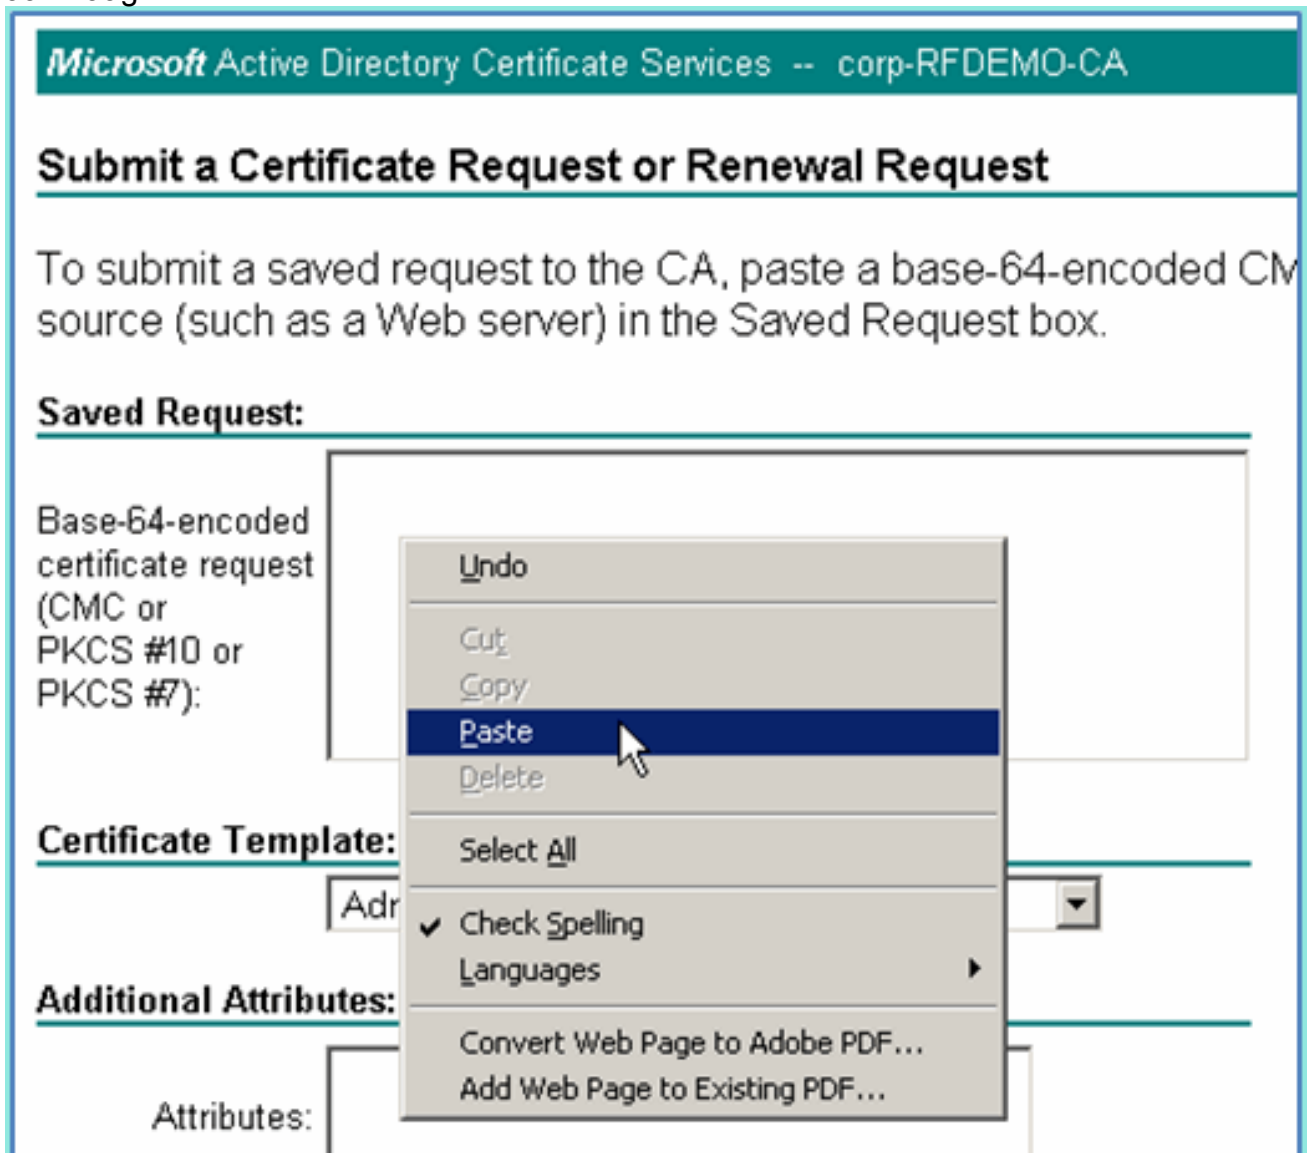 Microsoft Active Directory Certificate Services -- corp-RFDEMO-CA
Submit a Certificate Request or Renewal Request
To submit a saved request to the CA, paste a base-64-encoded
source (such as a Web server) in the Saved Request box.
Saved Request:
Base-64-encoded
certificate request
(CMC or
PKCS #10 or
PKCS #7):
Undo
Cut
Copy
Paste
Delete
Select All
Check Spelling
Languages
Convert Web Page to Adobe PDF...
Add Web Page to Existing PDF...
Certificate Template:
Additional Attributes:
Attributes: